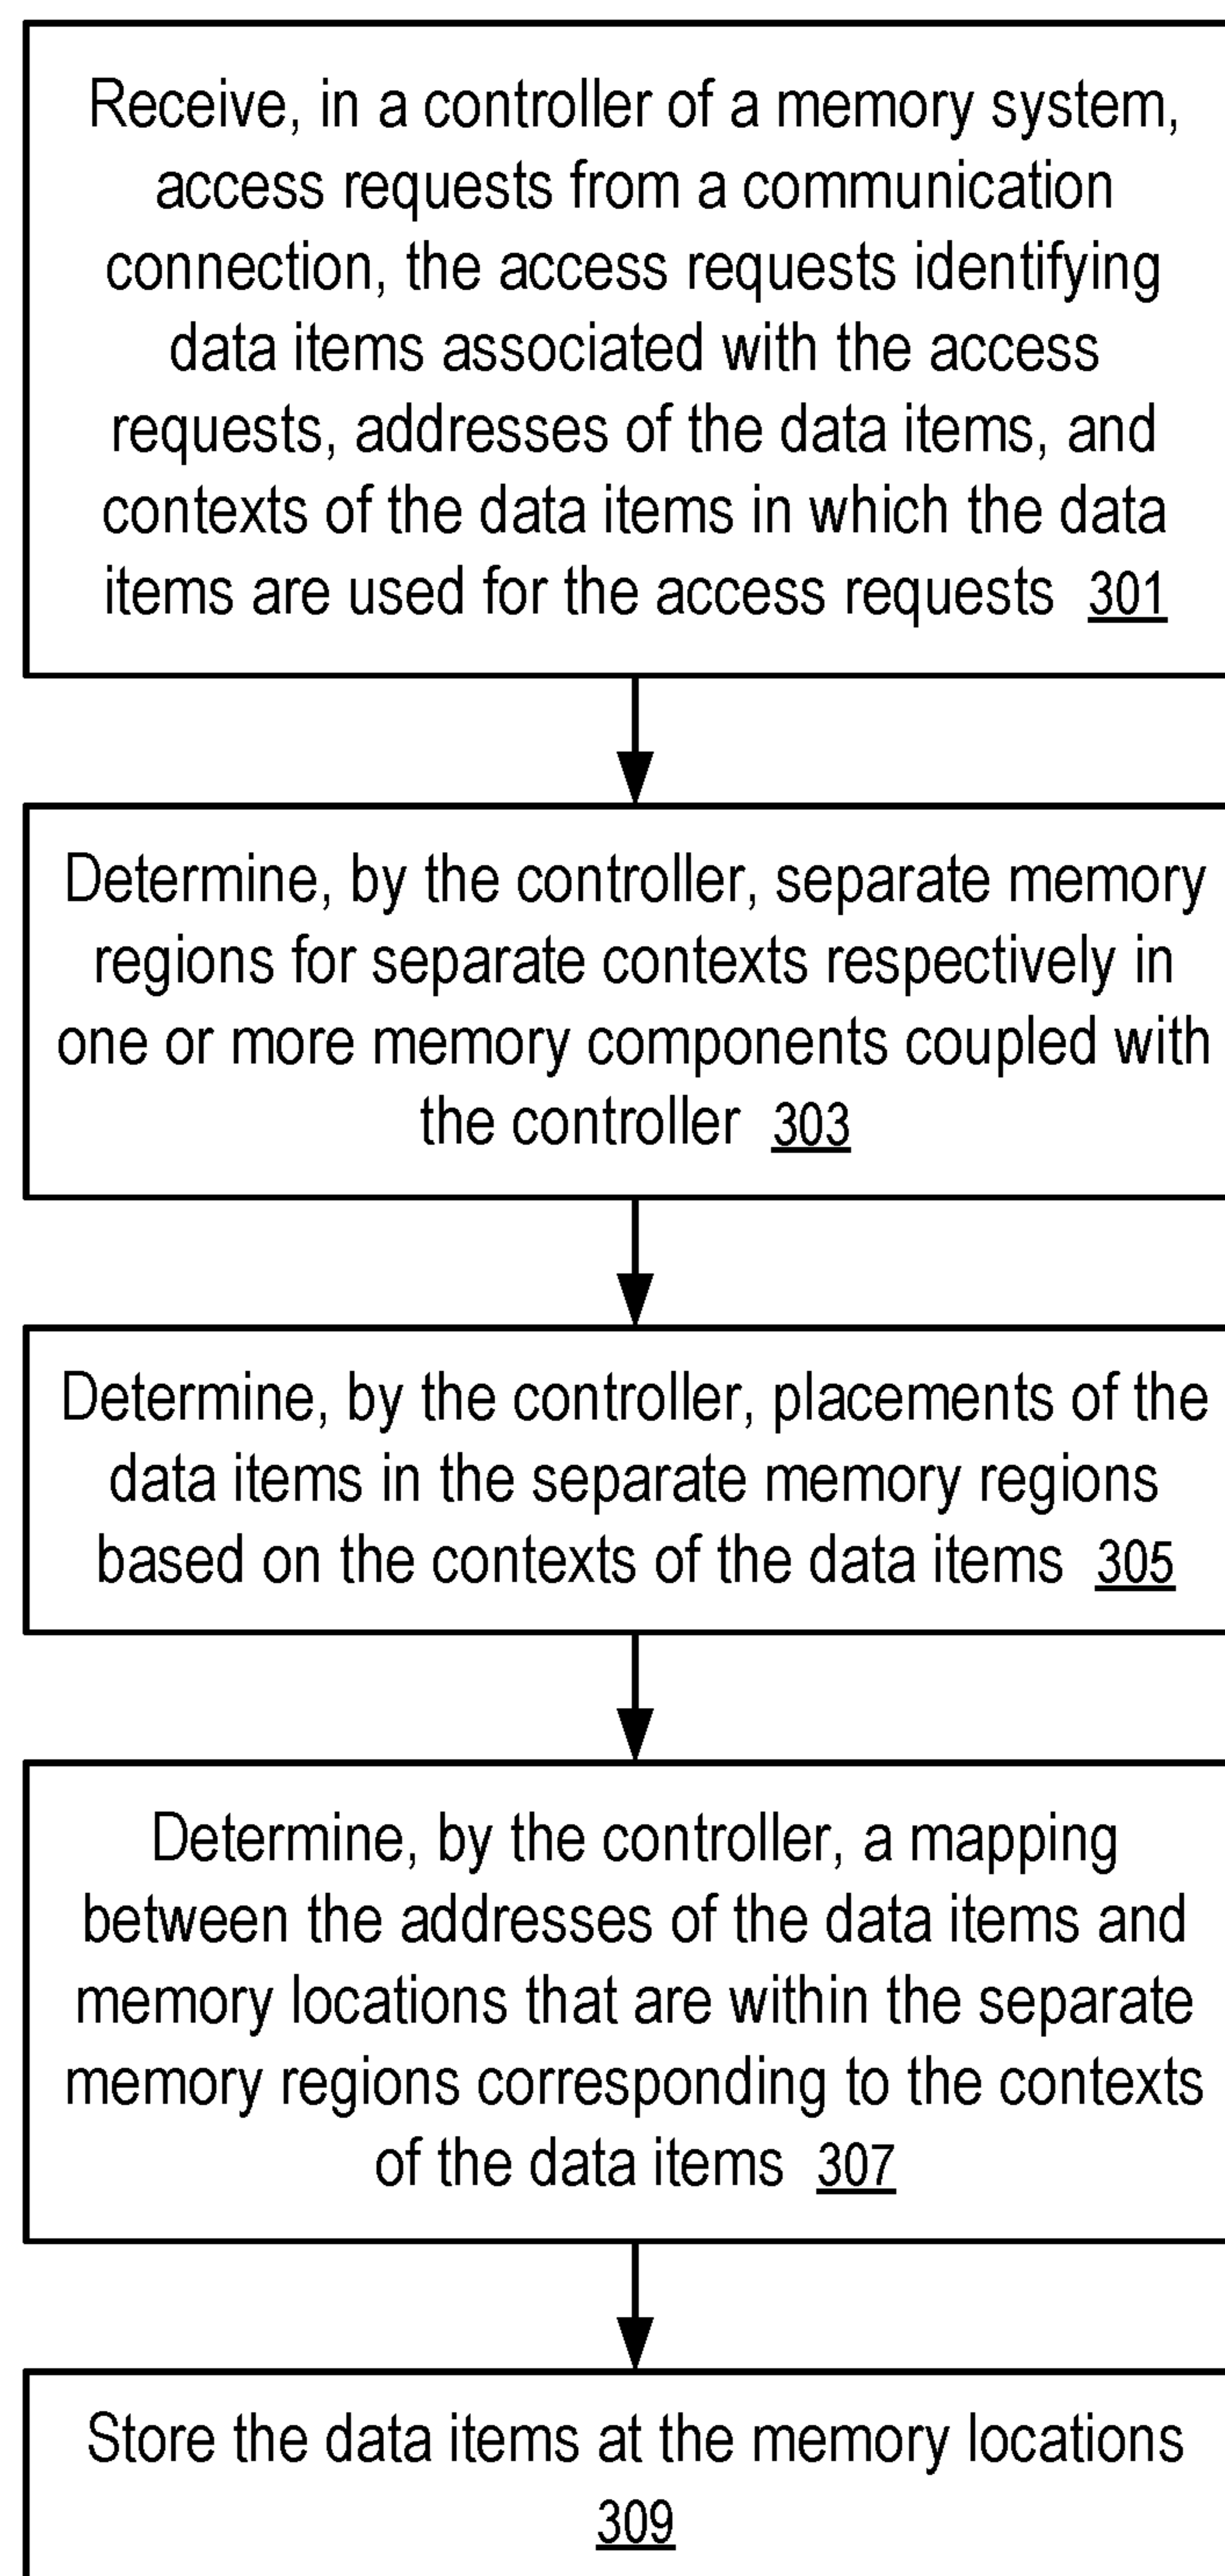 Receive, in a controller of a memory system,
access requests from a communication
connection, the access requests identifying
data items associated with the access
requests, addresses of the data items, and
contexts of the data items in which the data
items are used for the access requests 301
Determine, by the controller, separate memory
regions for separate contexts respectively in
one or more memory components coupled with
the controller 303
Determine, by the controller, placements of the
data items in the separate memory regions
based on the contexts of the data items 305
Determine, by the controller, a mapping
between the addresses of the data items and
memory locations that are within the separate
memory regions corresponding to the contexts
of the data items 307
Store the data items at the memory locations
309